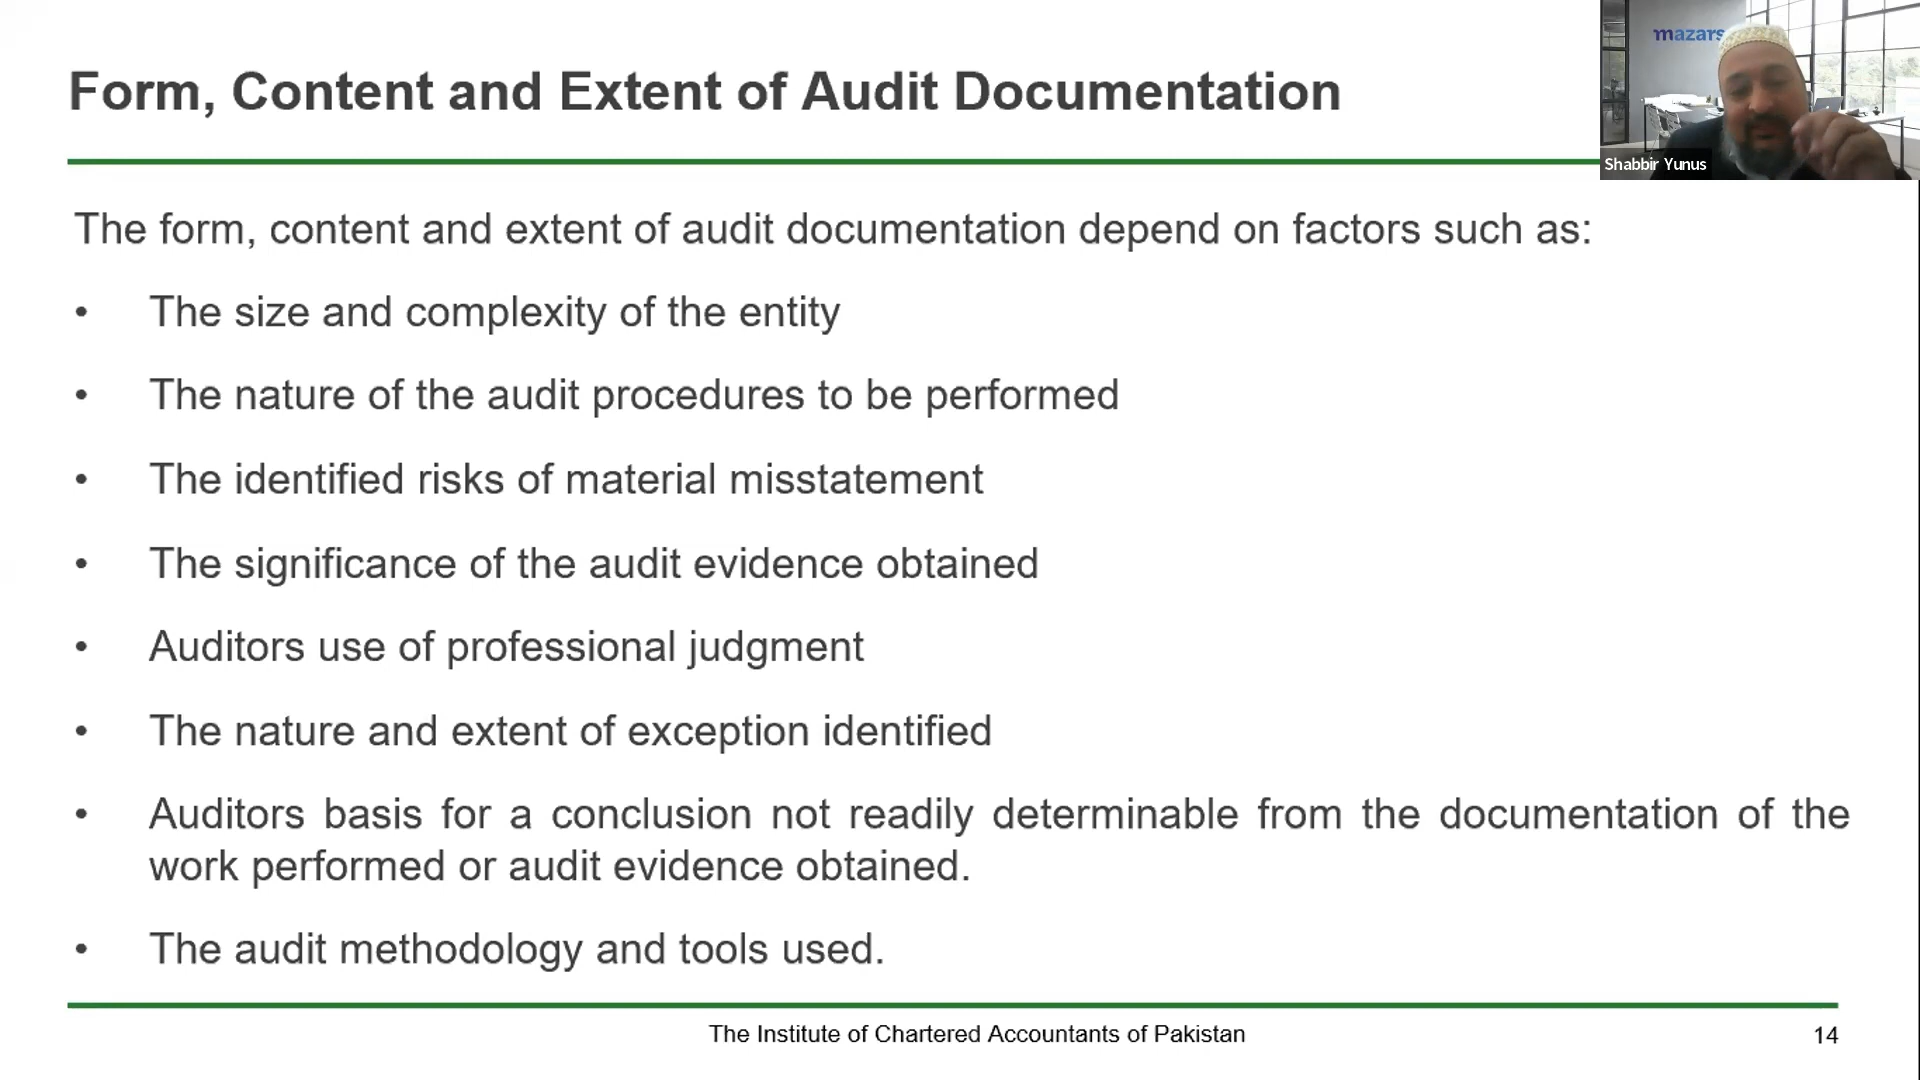 Form, Content and Extent of Audit Documentation
mazars
Shabbir Yunus
The form, content and extent of audit documentation depend on factors such as:
• The size and complexity of the entity
• The nature of the audit procedures to be performed
• The identified risks of material misstatement
• The significance of the audit evidence obtained
• Auditors use of professional judgment
• The nature and extent of exception identified
• Auditors basis for a conclusion not readily determinable from the documentation of the
work performed or audit evidence obtained.
• The audit methodology and tools used.
The Institute of Chartered Accountants of Pakistan
14